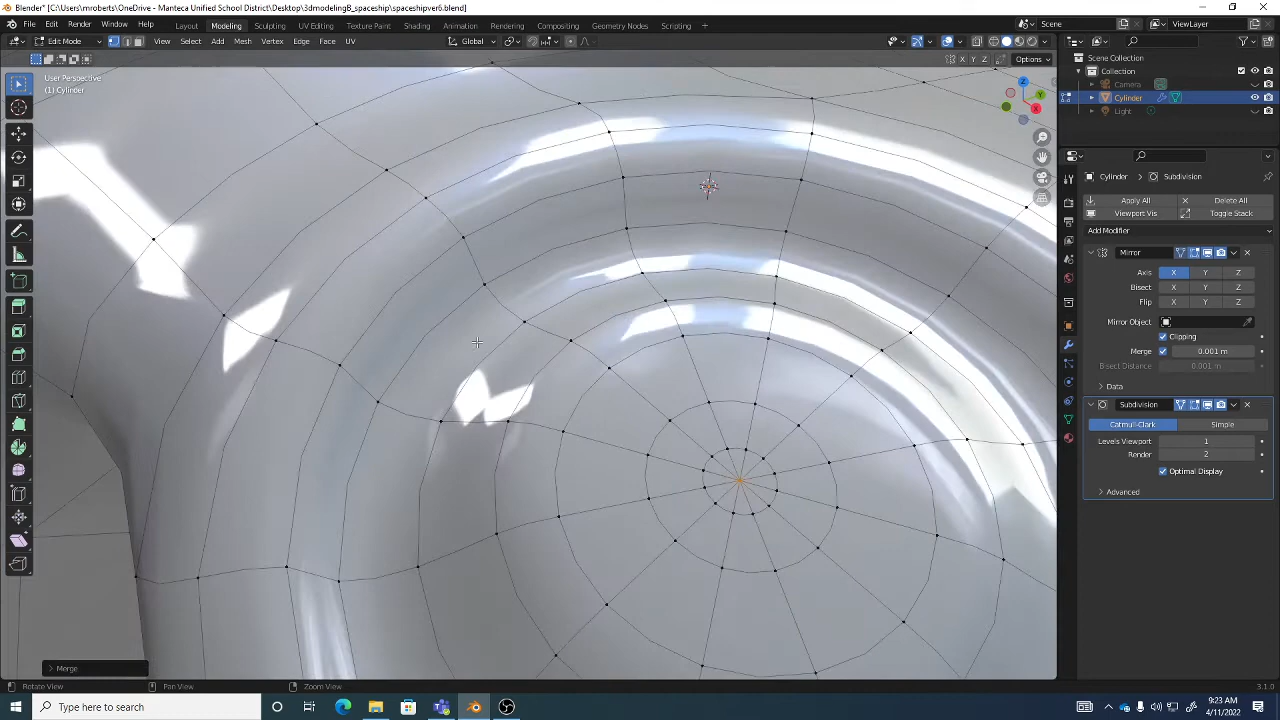 Blender* [C:\Users\mroberts\OneDrive - Manteca Unified School District\Desktop\3dmodelingB_spaceship\spaceshipver6.blend]
File Edit Render Window Help Layout Modeling Sculpting UV Editing Texture Paint Shading Animation Rendering Compositing Geometry Nodes Scripting + Scene ViewLayer
Edit Mode View Select Add Mesh Vertex Edge Face UV Global
X Y Z Options
User Perspective
(1) Cylinder
Scene Collection
Collection
Camera
Cylinder
Light
Z
Y
X
Cylinder > Subdivision
Apply All Delete All
Viewport Vis Toggle Stack
Add Modifier
Mirror
Axis X Y Z
Bisect X Y Z
Flip X Y Z
Mirror Object
Clipping
Merge 0.001 m
Bisect Distance 0.001 m
Data
Subdivision
Catmull-Clark Simple
Levels Viewport 1
Render 2
Optimal Display
Advanced
Merge
Rotate View Pan View Zoom View 3.1.0
Type here to search
9:23 AM
4/11/2022